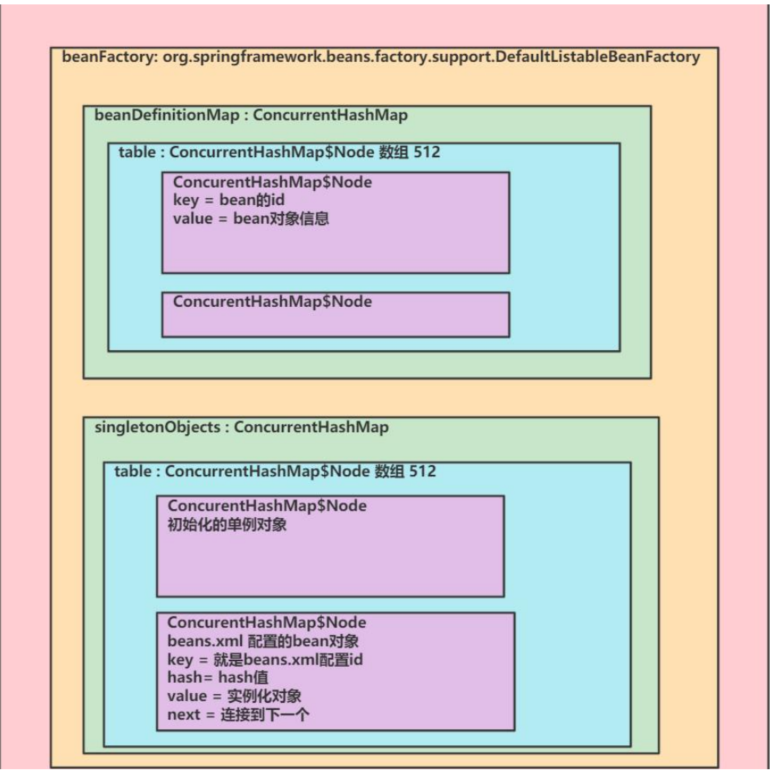 beanFactory: org.springframework.beans.factory.support.DefaultListableBeanFactory
beanDefinitionMap : ConcurrentHashMap
table : ConcurrentHashMap$Node 数组 512
ConcurentHashMap$Node
key = bean的id
value = bean对象信息
ConcurentHashMap$Node
singletonObjects : ConcurrentHashMap
table : ConcurrentHashMap$Node 数组 512
ConcurentHashMap$Node
初始化的单例对象
ConcurentHashMap$Node
beans.xml 配置的bean对象
key = 就是beans.xml配置id
hash= hash值
value = 实例化对象
next = 连接到下一个